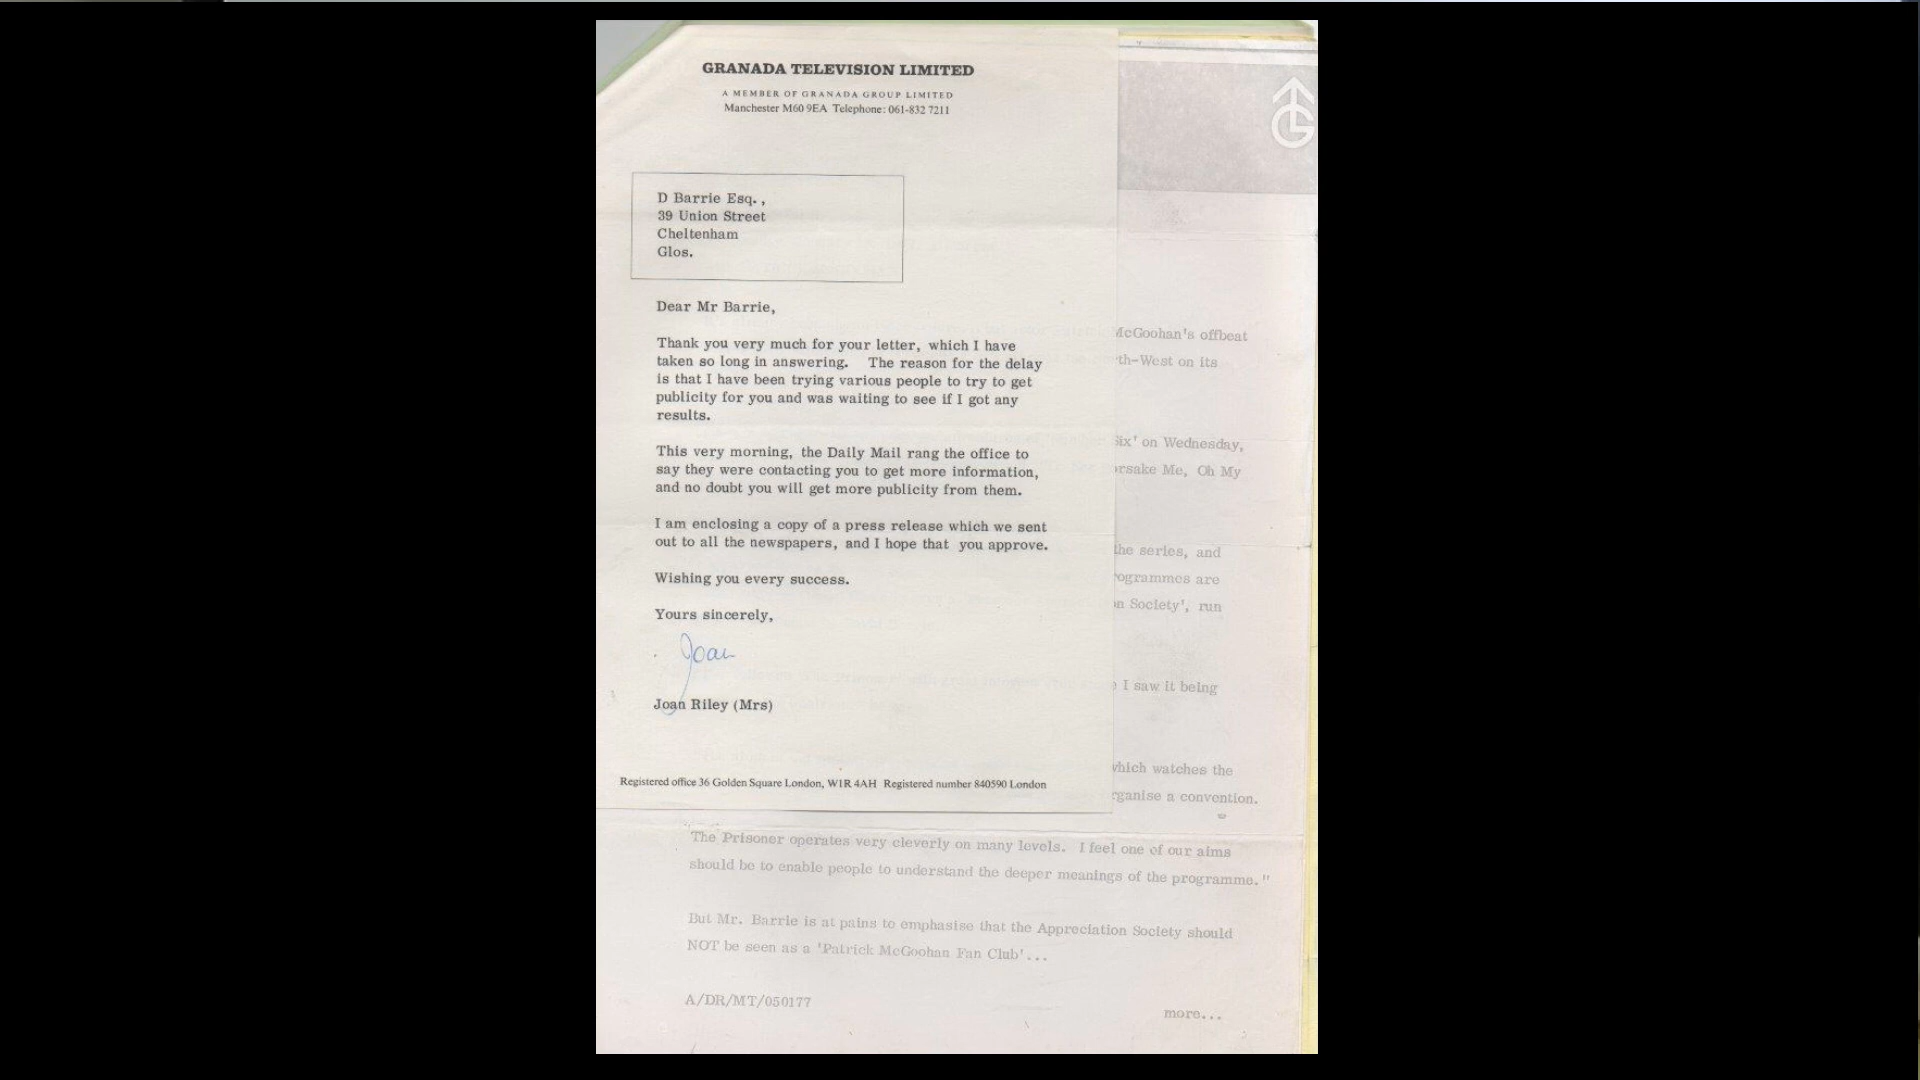 GRANADA TELEVISION LIMITED
A MEMBER OF GRANADA GROUP LIMITED
Manchester M60 9EA Telephone: 061-832 7211
D Barrie Esq.,
39 Union Street
Cheltenham
Glos.
Dear Mr Barrie,
Thank you very much for your letter, which I have
taken so long in answering. The reason for the delay
is that I have been trying various people to try to get
publicity for you and was waiting to see if I got any
results.
This very morning, the Daily Mail rang the office to
say they were contacting you to get more information,
and no doubt you will get more publicity from them.
I am enclosing a copy of a press release which we sent
out to all the newspapers, and I hope that you approve.
Wishing you every success.
Yours sincerely,
Joan
Joan Riley (Mrs)
Registered office 36 Golden Square London, W1R 4AH Registered number 840590 London
McGoohan's offbeat
th-West on its
Six' on Wednesday,
orsake Me, Oh My
the series, and
rogrammes are
on Society', run
I saw it being
which watches the
rganise a convention.
"The Prisoner operates very cleverly on many levels. I feel one of our aims
should be to enable people to understand the deeper meanings of the programme."
But Mr. Barrie is at pains to emphasise that the Appreciation Society should
NOT be seen as a 'Patrick McGoohan Fan Club'...
A/DR/MT/050177
more...